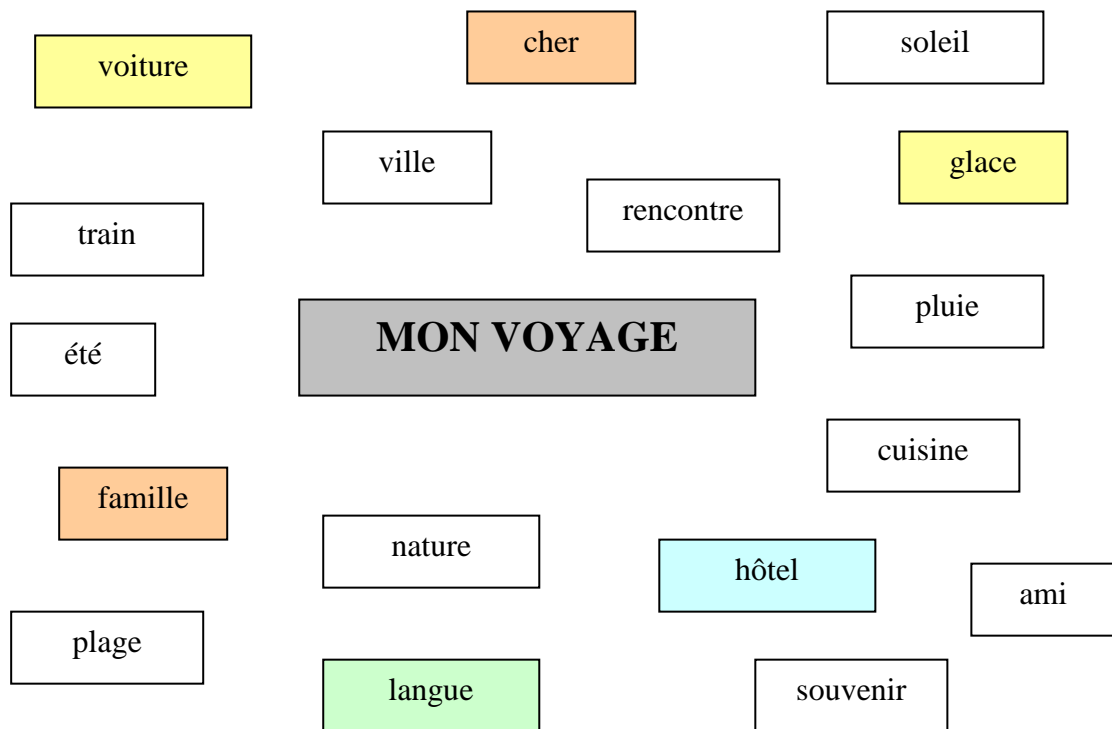 cher
soleil
voiture
ville
glace
rencontre
train
pluie
MON VOYAGE
été
cuisine
famille
nature
hôtel
ami
plage
langue
souvenir